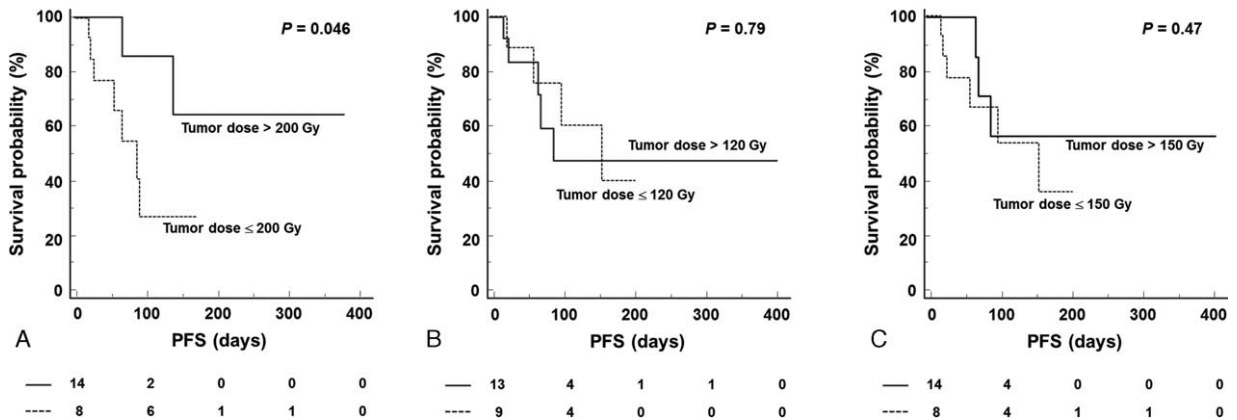 P = 0.046
Survival probability (%)
100
80
60
40
20
0
Tumor dose > 200 Gy
Tumor dose ≤ 200 Gy
0 100 200 300 400
PFS (days)
A
14 2 0 0 0
8 6 1 1 0
P = 0.79
Survival probability (%)
100
80
60
40
20
0
Tumor dose > 120 Gy
Tumor dose ≤ 120 Gy
0 100 200 300 400
PFS (days)
B
13 4 1 1 0
9 4 0 0 0
P = 0.47
Survival probability (%)
100
80
60
40
20
0
Tumor dose > 150 Gy
Tumor dose ≤ 150 Gy
0 100 200 300 400
PFS (days)
C
14 4 0 0 0
8 4 1 1 0